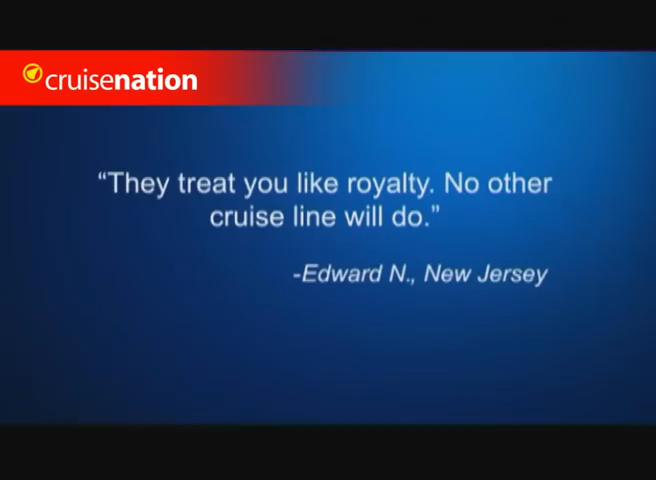 cruisenation
“They treat you like royalty. No other
cruise line will do.”
-Edward N., New Jersey